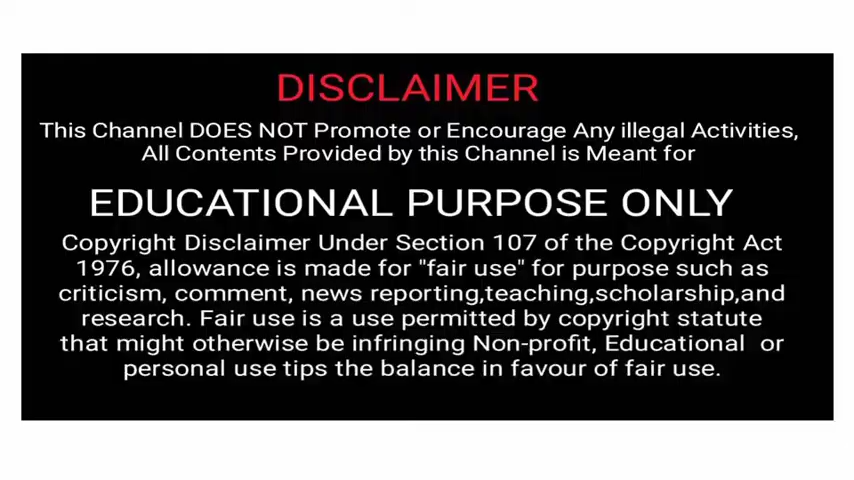 DISCLAIMER
This Channel DOES NOT Promote or Encourage Any illegal Activities,
All Contents Provided by this Channel is Meant for
EDUCATIONAL PURPOSE ONLY
Copyright Disclaimer Under Section 107 of the Copyright Act
1976, allowance is made for "fair use" for purpose such as
criticism, comment, news reporting,teaching,scholarship,and
research. Fair use is a use permitted by copyright statute
that might otherwise be infringing Non-profit, Educational or
personal use tips the balance in favour of fair use.